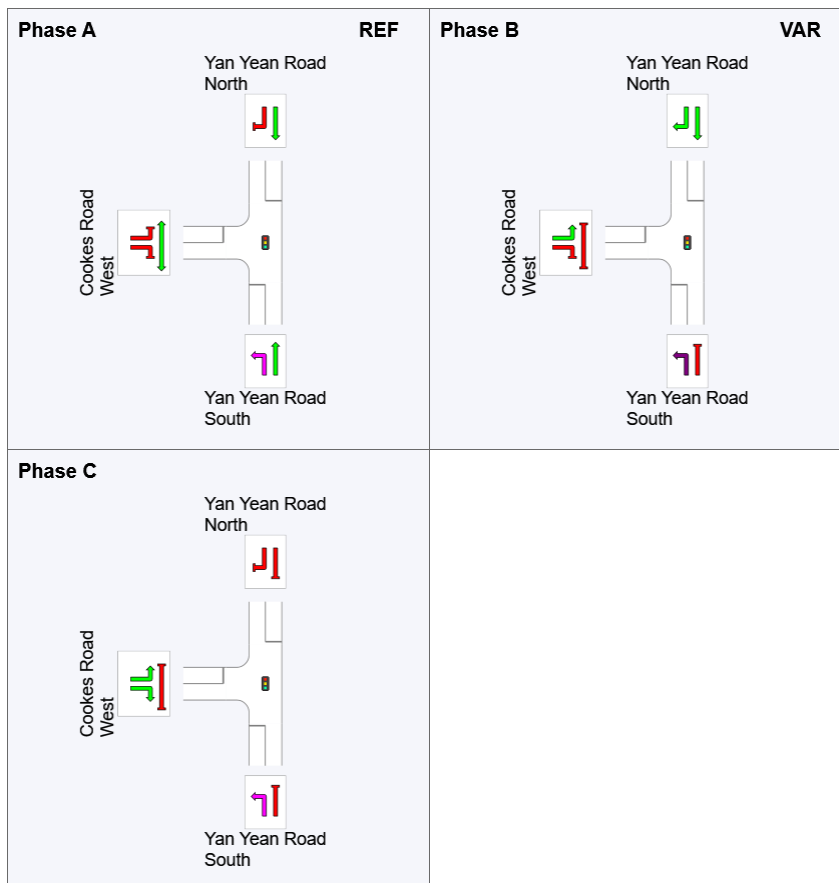 Phase A
REF
Yan Yean Road
North
Cookes Road
West
Yan Yean Road
South
Phase B
VAR
Yan Yean Road
North
Cookes Road
West
Yan Yean Road
South
Phase C
Yan Yean Road
North
Cookes Road
West
Yan Yean Road
South